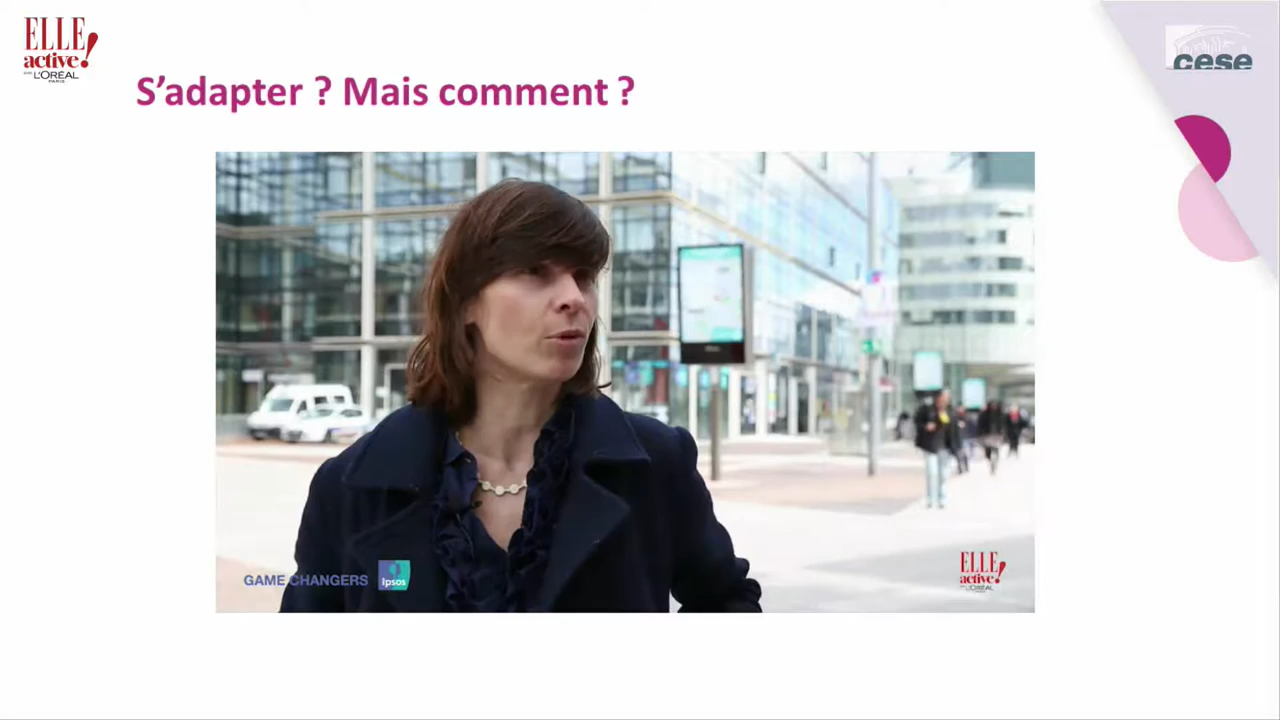 ELLE
active!
L'ORÉAL
PARIS
cese
S'adapter ? Mais comment ?
GAME CHANGERS
Ipsos
ELLE
active!
L'ORÉAL